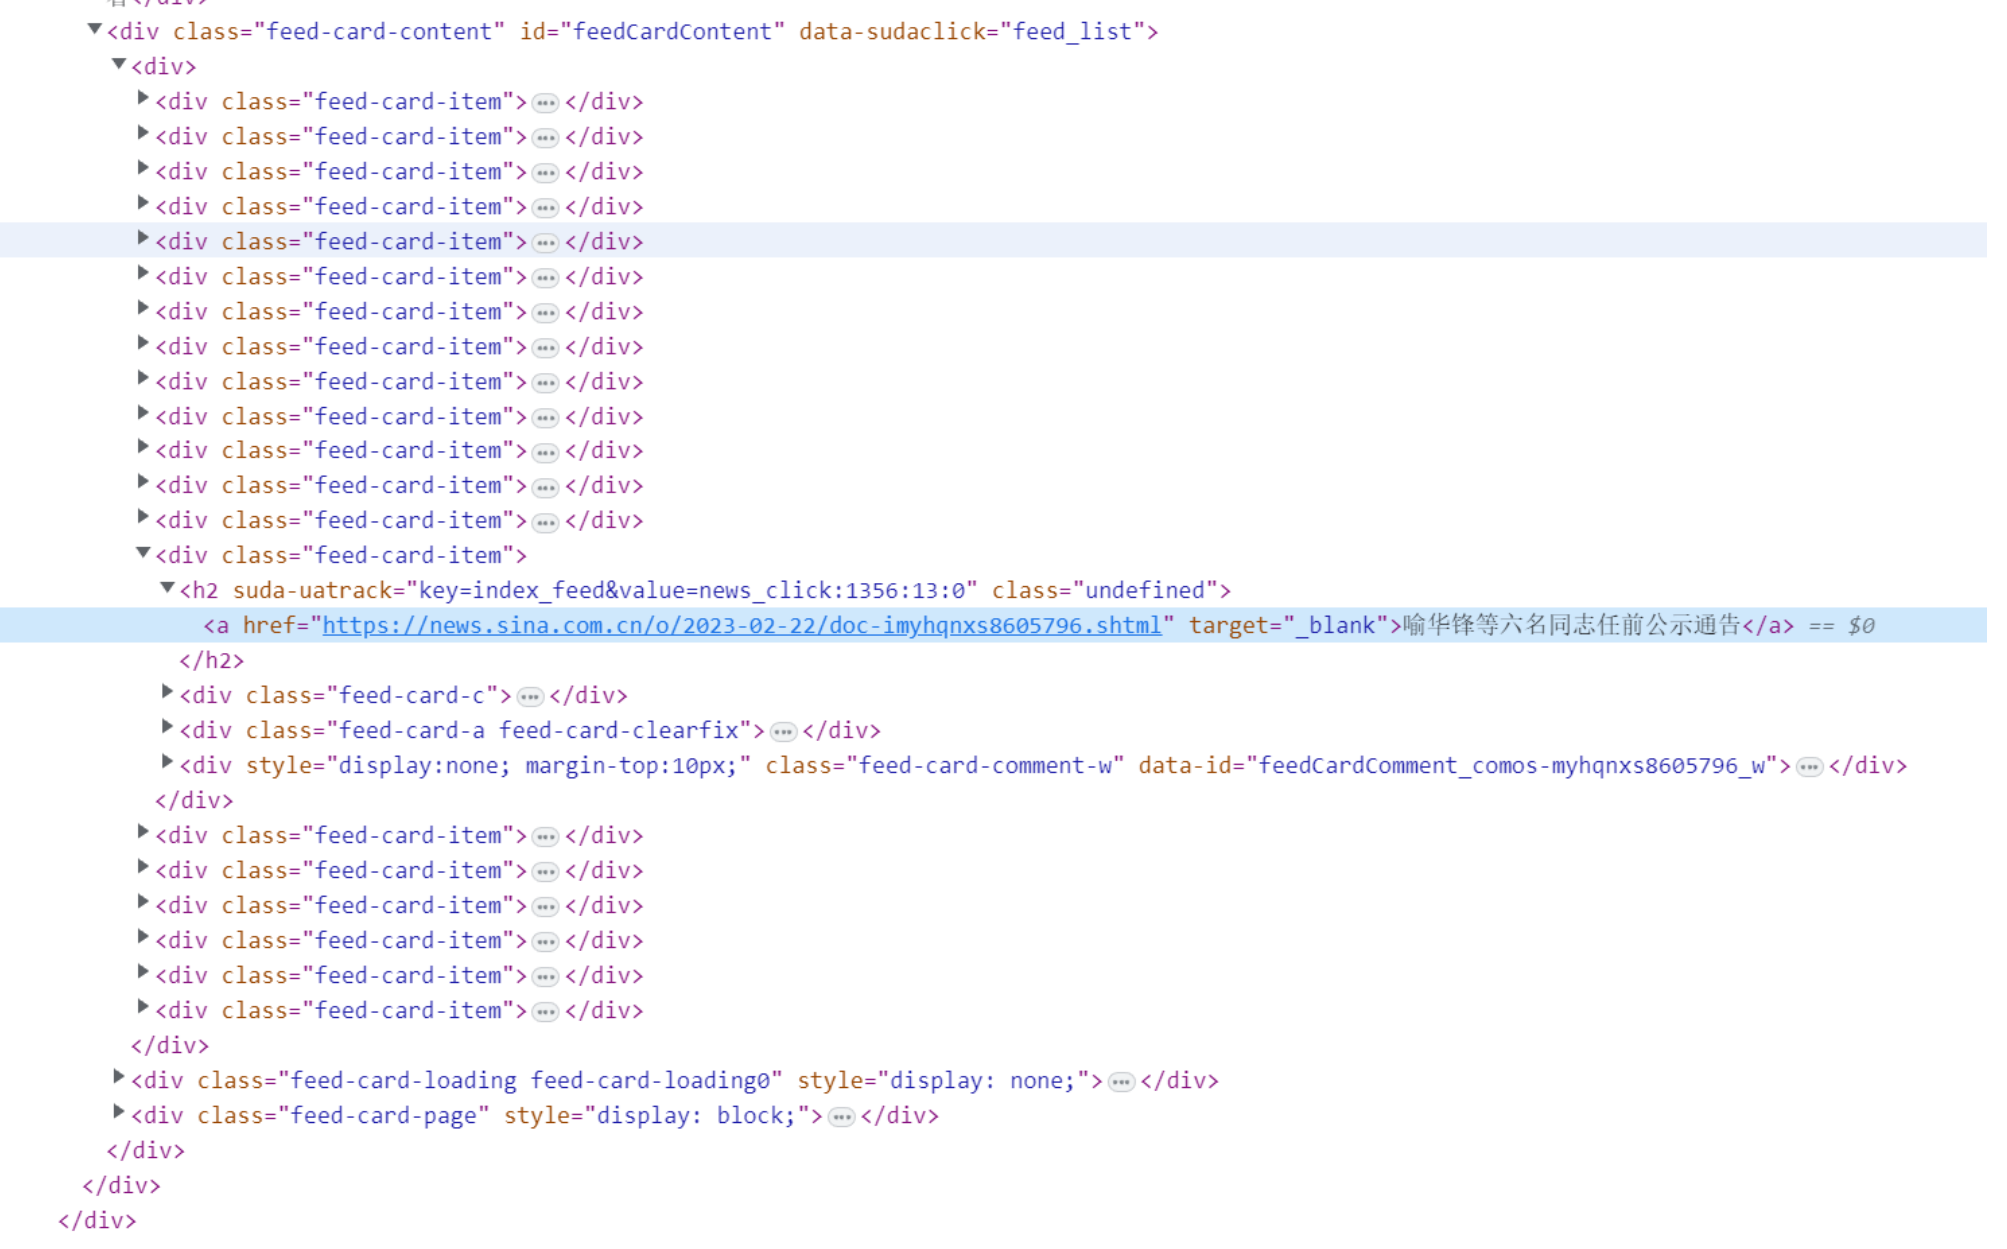 <div class="feed-card-content" id="feedCardContent" data-sudaclick="feed_list">
<div>
<div class="feed-card-item">…</div>
<div class="feed-card-item">…</div>
<div class="feed-card-item">…</div>
<div class="feed-card-item">…</div>
<div class="feed-card-item">…</div>
<div class="feed-card-item">…</div>
<div class="feed-card-item">…</div>
<div class="feed-card-item">…</div>
<div class="feed-card-item">…</div>
<div class="feed-card-item">…</div>
<div class="feed-card-item">…</div>
<div class="feed-card-item">…</div>
<div class="feed-card-item">…</div>
<div class="feed-card-item">
<h2 suda-uatrack="key=index_feed&value=news_click:1356:13:0" class="undefined">
<a href="https://news.sina.com.cn/o/2023-02-22/doc-imyhqnxs8605796.shtml" target="_blank">喻华锋等六名同志任前公示通告</a> == $0
</h2>
<div class="feed-card-c">…</div>
<div class="feed-card-a feed-card-clearfix">…</div>
<div style="display:none; margin-top:10px;" class="feed-card-comment-w" data-id="feedCardComment_comos-myhqnxs8605796_w">…</div>
</div>
<div class="feed-card-item">…</div>
<div class="feed-card-item">…</div>
<div class="feed-card-item">…</div>
<div class="feed-card-item">…</div>
<div class="feed-card-item">…</div>
<div class="feed-card-item">…</div>
</div>
<div class="feed-card-loading feed-card-loading0" style="display: none;">…</div>
<div class="feed-card-page" style="display: block;">…</div>
</div>
</div>
</div>